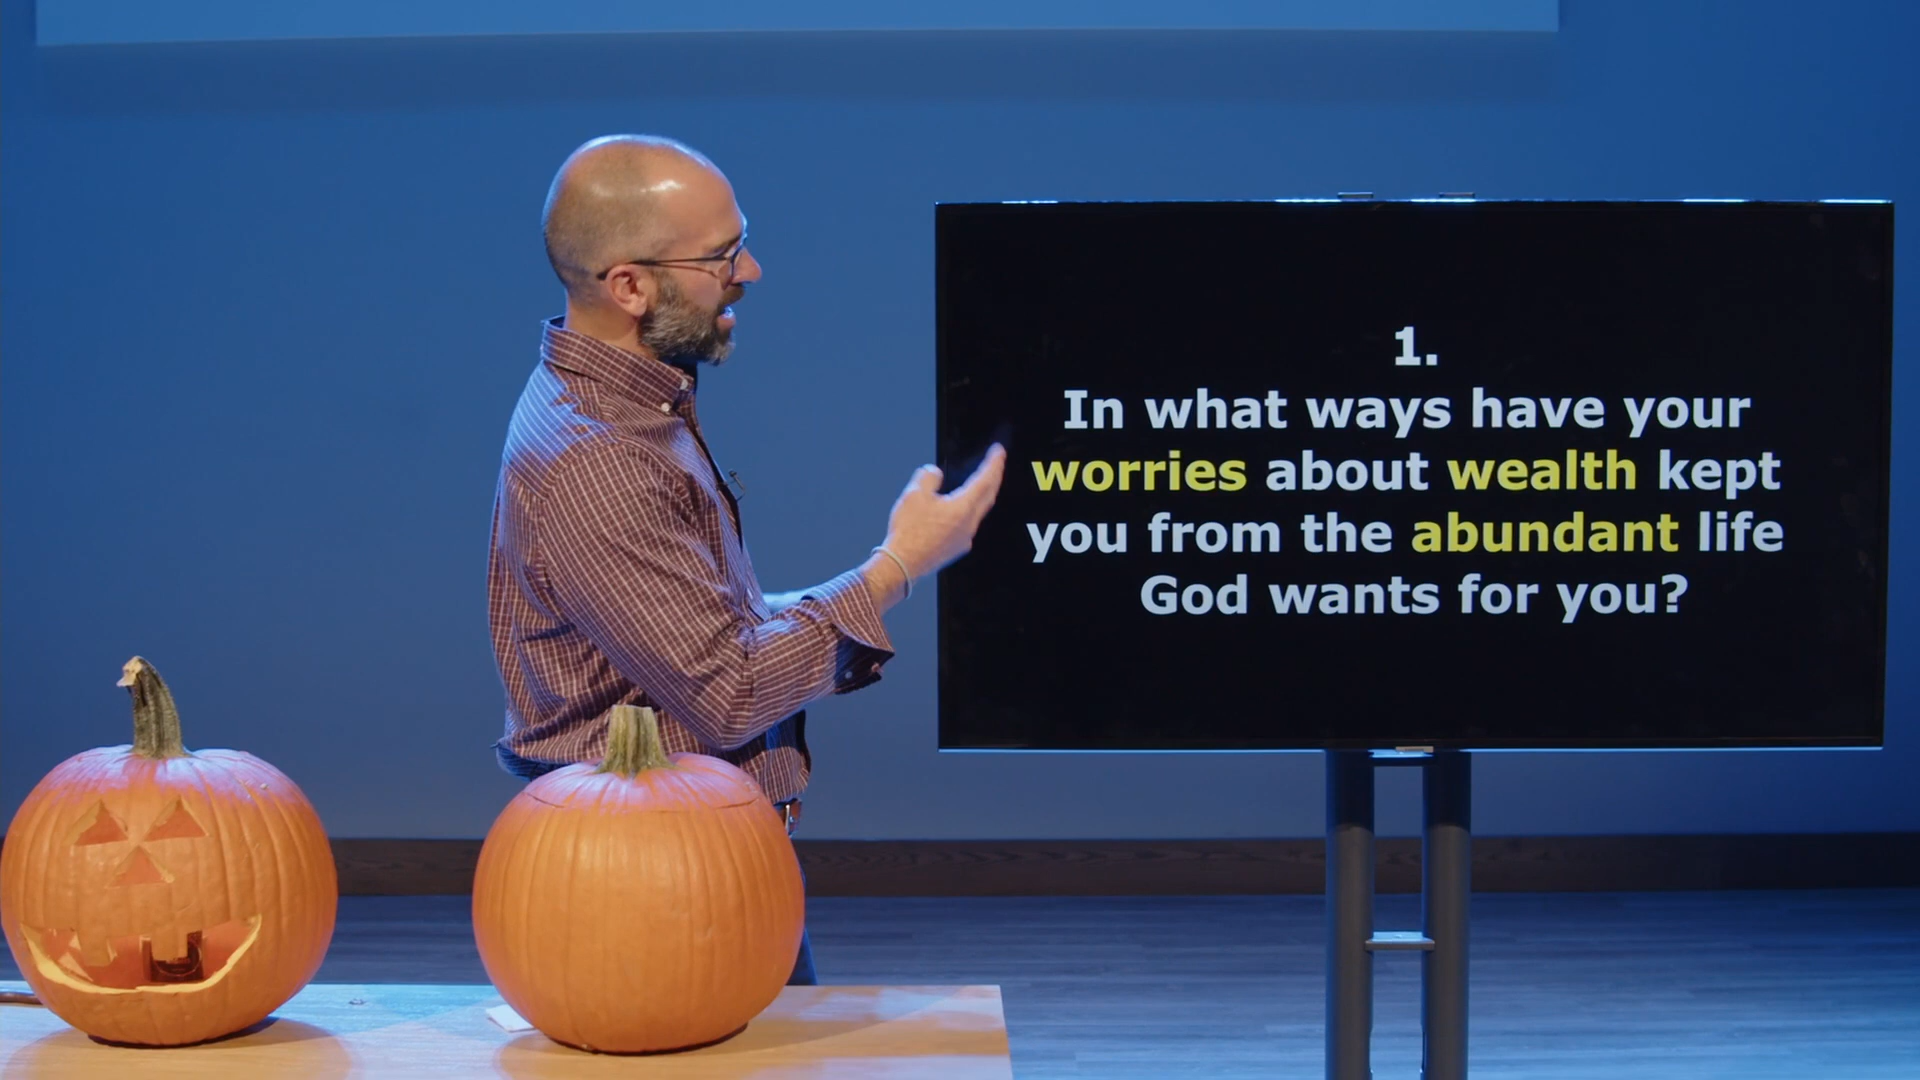 1.
In what ways have your
worries about wealth kept
you from the abundant life
God wants for you?